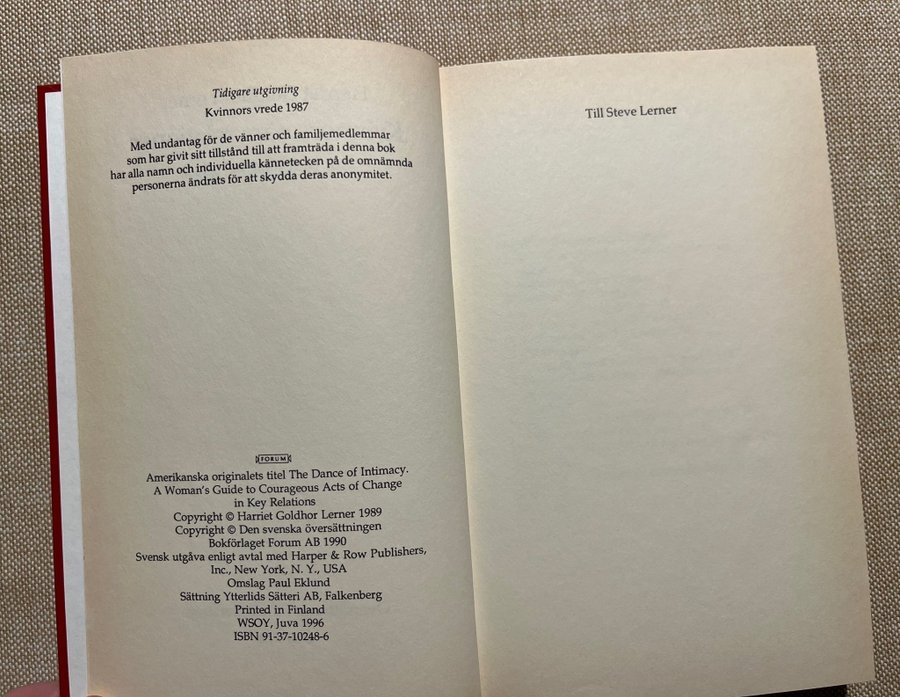 Tidigare utgivning
Kvinnors vrede 1987
Med undantag för de vänner och familjemedlemmar
som har givit sitt tillstånd till att framträda i denna bok
har alla namn och individuella kännetecken på de omnämnda
personerna ändrats för att skydda deras anonymitet.
FORUM
Amerikanska originalets titel The Dance of Intimacy.
A Woman's Guide to Courageous Acts of Change
in Key Relations
Copyright © Harriet Goldhor Lerner 1989
Copyright © Den svenska översättningen
Bokförlaget Forum AB 1990
Svensk utgåva enligt avtal med Harper & Row Publishers,
Inc., New York, N. Y., USA
Omslag Paul Eklund
Sättning Ytterlids Sätteri AB, Falkenberg
Printed in Finland
WSOY, Juva 1996
ISBN 91-37-10248-6
Till Steve Lerner